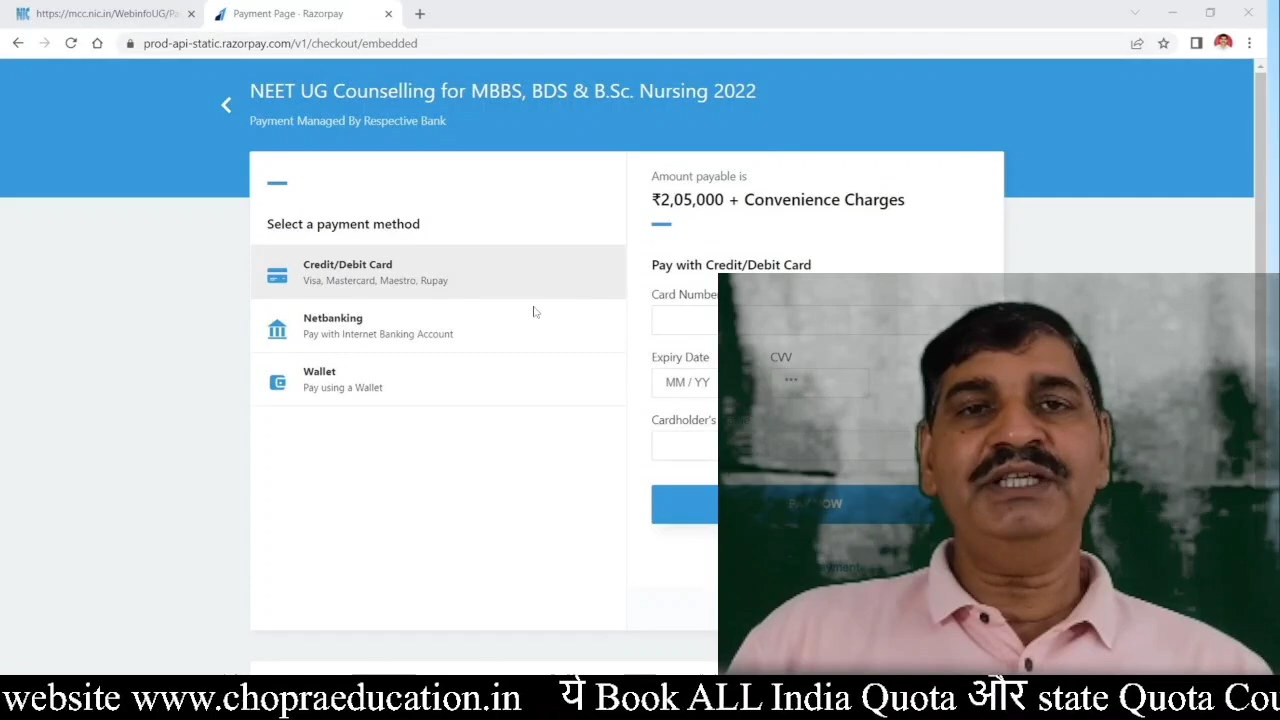 https://mcc.nic.in/WebinfoUG/Pa
Payment Page - Razorpay
prod-api-static.razorpay.com/v1/checkout/embedded
NEET UG Counselling for MBBS, BDS & B.Sc. Nursing 2022
Payment Managed By Respective Bank
Select a payment method
Credit/Debit Card
Visa, Mastercard, Maestro, Rupay
Netbanking
Pay with Internet Banking Account
Wallet
Pay using a Wallet
Amount payable is
₹2,05,000 + Convenience Charges
Pay with Credit/Debit Card
Card Numbe
Expiry Date
CVV
MM / YY
***
Cardholder's
PAY NOW
website www.chopraeducation.in ये Book ALL India Quota और state Quota Cou